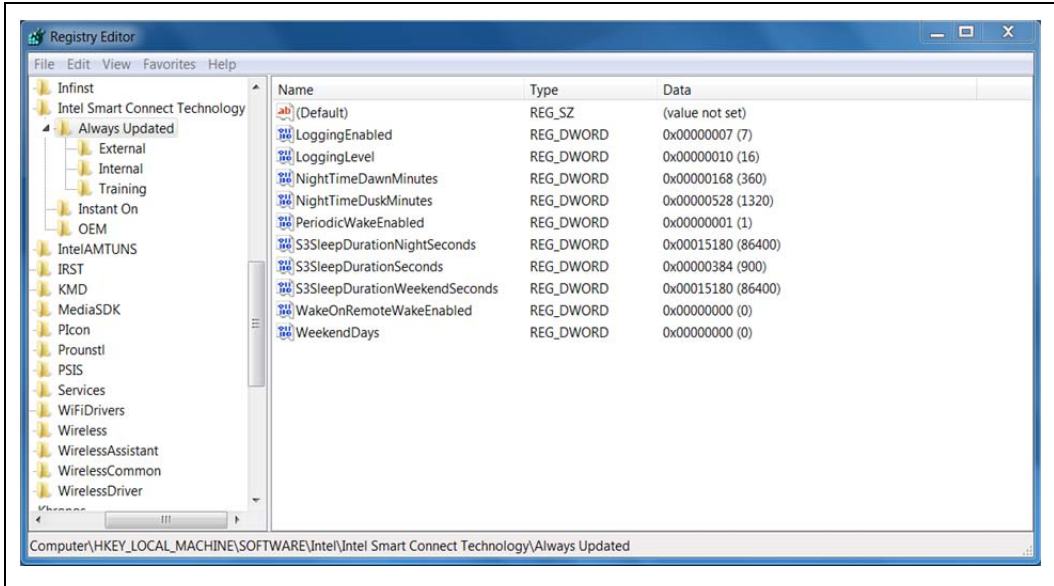 Registry Editor
File Edit View Favorites Help
Infinst
Intel Smart Connect Technology
Always Updated
External
Internal
Training
Instant On
OEM
IntelAMTUNS
IRST
KMD
MediaSDK
PIcon
Prounstl
PSIS
Services
WiFiDrivers
Wireless
WirelessAssistant
WirelessCommon
WirelessDriver
Khronos
Name Type Data
(Default) REG_SZ (value not set)
LoggingEnabled REG_DWORD 0x00000007 (7)
LoggingLevel REG_DWORD 0x00000010 (16)
NightTimeDawnMinutes REG_DWORD 0x00000168 (360)
NightTimeDuskMinutes REG_DWORD 0x00000528 (1320)
PeriodicWakeEnabled REG_DWORD 0x00000001 (1)
S3SleepDurationNightSeconds REG_DWORD 0x00015180 (86400)
S3SleepDurationSeconds REG_DWORD 0x00000384 (900)
S3SleepDurationWeekendSeconds REG_DWORD 0x00015180 (86400)
WakeOnRemoteWakeEnabled REG_DWORD 0x00000000 (0)
WeekendDays REG_DWORD 0x00000000 (0)
Computer\HKEY_LOCAL_MACHINE\SOFTWARE\Intel\Intel Smart Connect Technology\Always Updated